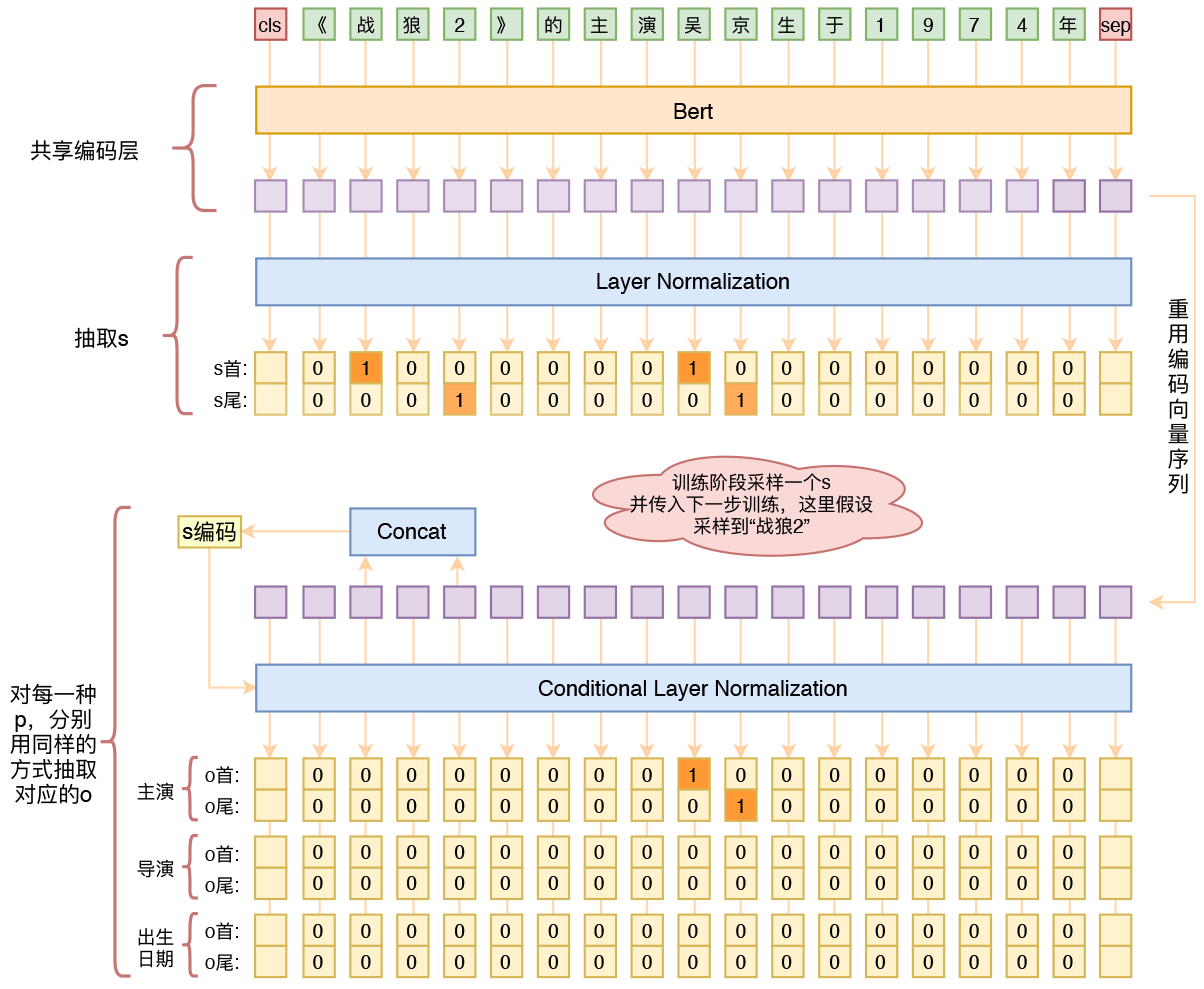 cls 《 战 狼 2 》 的 主 演 吴 京 生 于 1 9 7 4 年 sep
Bert
共享编码层
Layer Normalization
抽取s
s首: 0 1 0 0 0 0 0 0 1 0 0 0 0 0 0 0 0
s尾: 0 0 0 1 0 0 0 0 0 1 0 0 0 0 0 0 0
重用编码向量序列
训练阶段采样一个s
并传入下一步训练，这里假设
采样到“战狼2”
s编码
Concat
Conditional Layer Normalization
对每一种
p，分别
用同样的
方式抽取
对应的o
主演
o首: 0 0 0 0 0 0 0 0 1 0 0 0 0 0 0 0 0
o尾: 0 0 0 0 0 0 0 0 0 1 0 0 0 0 0 0 0
导演
o首: 0 0 0 0 0 0 0 0 0 0 0 0 0 0 0 0 0
o尾: 0 0 0 0 0 0 0 0 0 0 0 0 0 0 0 0 0
出生
日期
o首: 0 0 0 0 0 0 0 0 0 0 0 0 0 0 0 0 0
o尾: 0 0 0 0 0 0 0 0 0 0 0 0 0 0 0 0 0